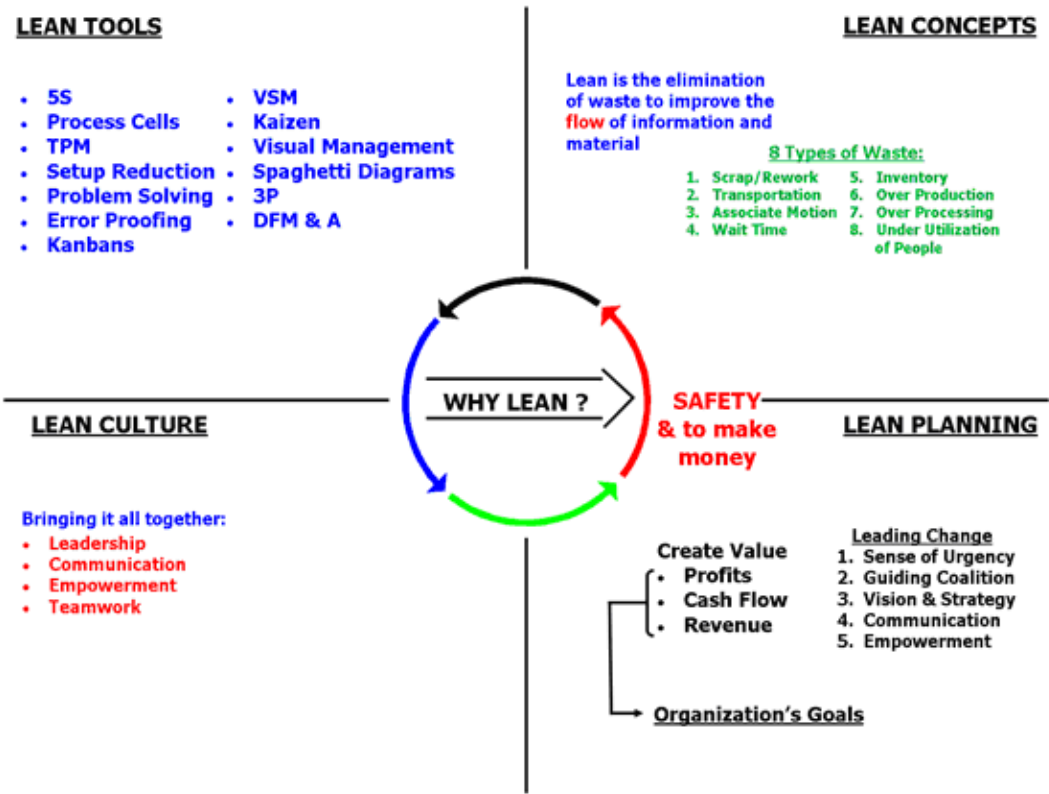 LEAN TOOLS
• 5S
• Process Cells
• TPM
• Setup Reduction
• Problem Solving
• Error Proofing
• Kanbans
• VSM
• Kaizen
• Visual Management
• Spaghetti Diagrams
• 3P
• DFM & A
LEAN CONCEPTS
Lean is the elimination
of waste to improve the
flow of information and
material
8 Types of Waste:
1. Scrap/Rework
2. Transportation
3. Associate Motion
4. Wait Time
5. Inventory
6. Over Production
7. Over Processing
8. Under Utilization
of People
WHY LEAN ?
SAFETY
& to make
money
LEAN CULTURE
Bringing it all together:
• Leadership
• Communication
• Empowerment
• Teamwork
LEAN PLANNING
Create Value
• Profits
• Cash Flow
• Revenue
Organization's Goals
Leading Change
1. Sense of Urgency
2. Guiding Coalition
3. Vision & Strategy
4. Communication
5. Empowerment